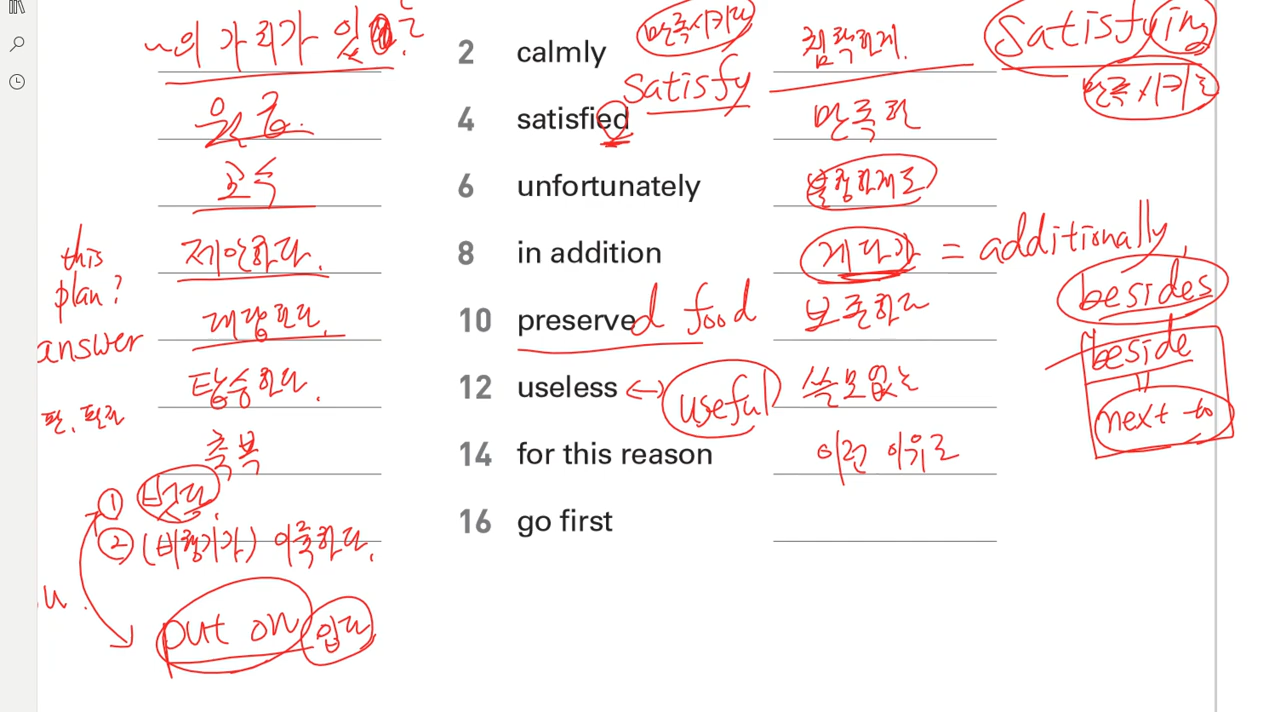 ~의 가치가 있는
월급
고속
제안하다.
대답하다.
탑승하다.
축복
① 벗다.
② (비행기가) 이륙하다.
put on 입다
this
plan?
answer
2 calmly 침착하게.
만족시키다
satisfy
satisfying
만족시키는
4 satisfied 만족한
6 unfortunately 불행하게도
8 in addition 게다가 = additionally,
besides
beside
=
next to
10 preserved food 보존하다
12 useless ↔ useful 쓸모없는
14 for this reason 이런 이유로
16 go first